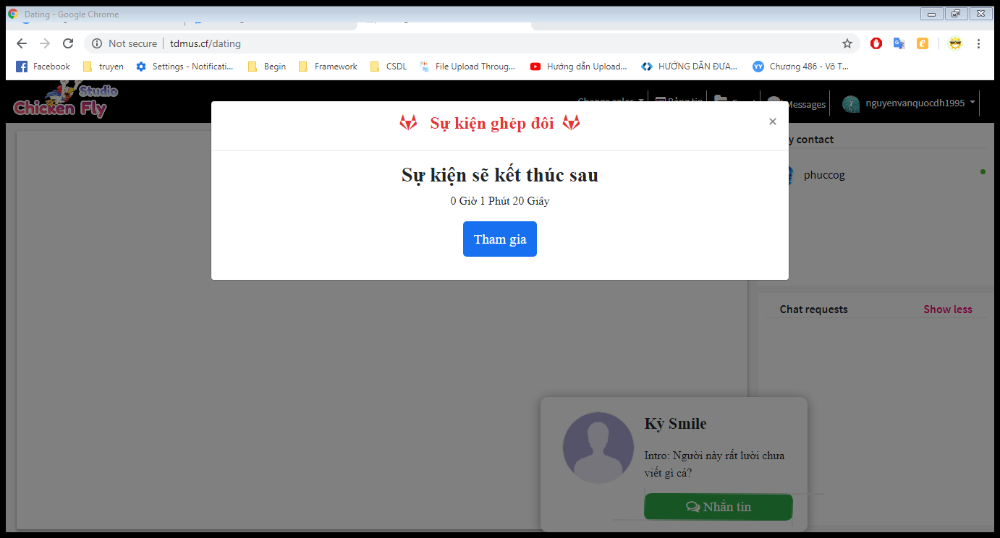 Dating - Google Chrome
Not secure | tdmus.cf/dating
Facebook truyen Settings - Notificati... Begin Framework CSDL File Upload Throug... Hướng dẫn Upload... HƯỚNG DẪN ĐƯA... YY Chương 486 - Võ T...
Studio
Chicken Fly
Change color Bảng tin Messages nguyenvanquocdh1995
Sự kiện ghép đôi ×
Sự kiện sẽ kết thúc sau
0 Giờ 1 Phút 20 Giây
Tham gia
y contact
phuccog
Chat requests Show less
Kỳ Smile
Intro: Người này rất lười chưa
viết gì cả?
Nhắn tin